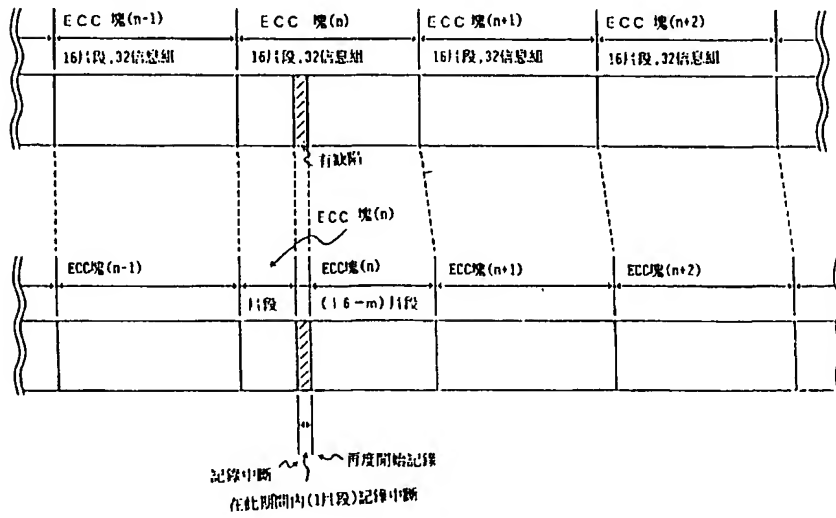 ECC 塊(n-1)
ECC 塊(n)
ECC 塊(n+1)
ECC 塊(n+2)
16片段,32信息組
16片段,32信息組
16片段,32信息組
16片段,32信息組
有缺陷
ECC 塊(n)
ECC塊(n-1)
ECC塊(n)
ECC塊(n+1)
ECC塊(n+2)
片段
(16-m)片段
記錄中斷
再度開始記錄
在此期間內(1片段)記錄中斷